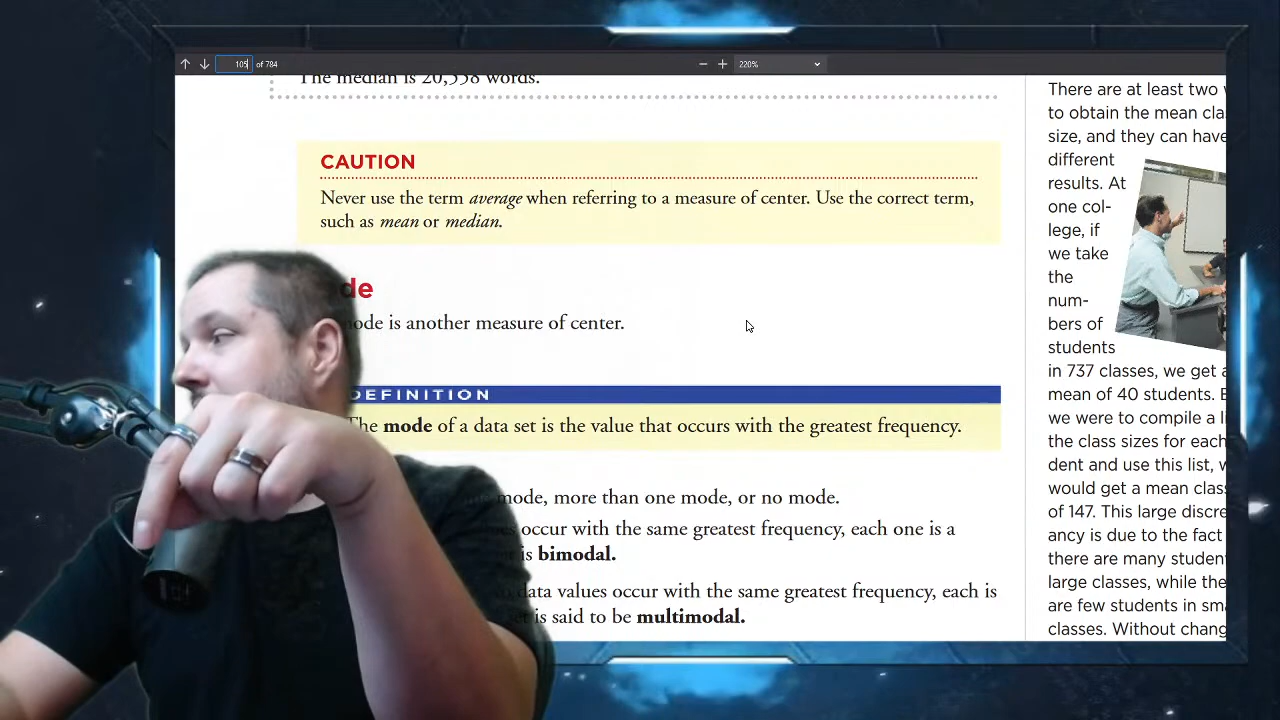 105 of 784
220%
The median is 20,538 words.
CAUTION
Never use the term average when referring to a measure of center. Use the correct term,
such as mean or median.
de
ode is another measure of center.
DEFINITION
The mode of a data set is the value that occurs with the greatest frequency.
mode, more than one mode, or no mode.
occur with the same greatest frequency, each one is a
is bimodal.
data values occur with the same greatest frequency, each is
set is said to be multimodal.
There are at least two
to obtain the mean cla
size, and they can have
different
results. At
one col-
lege, if
we take
the
num-
bers of
students
in 737 classes, we get a
mean of 40 students.
we were to compile a li
the class sizes for each
dent and use this list,
would get a mean clas
of 147. This large discre
ancy is due to the fact
there are many studen
large classes, while the
are few students in sm
classes. Without chang